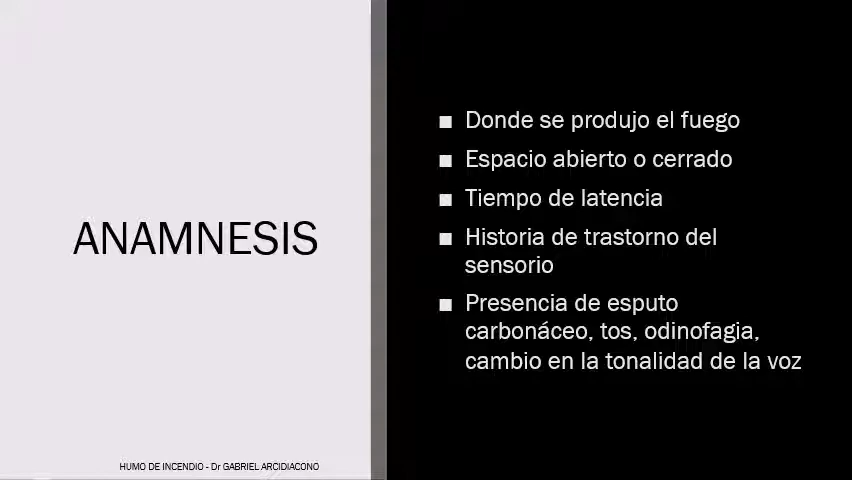 ANAMNESIS
■ Donde se produjo el fuego
■ Espacio abierto o cerrado
■ Tiempo de latencia
■ Historia de trastorno del
sensorio
■ Presencia de esputo
carbonáceo, tos, odinofagia,
cambio en la tonalidad de la voz
HUMO DE INCENDIO - Dr GABRIEL ARCIDIACONO